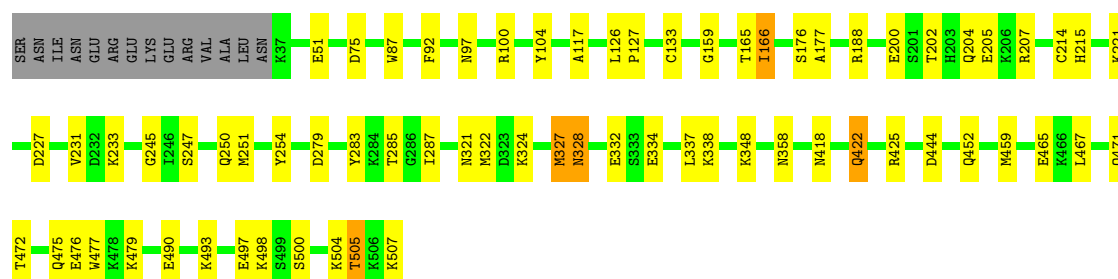 SER ASN ILE ASN GLU ARG GLU LYS GLU ARG VAL ALA LEU ASN K37 E51 D75 W87 F92 N97 R100 Y104 A117 L126 P127 C133 G159 T165 I166 S176 A177 R188 E200 S201 T202 H203 Q204 E205 K206 R207 C214 H215
D227 V231 D232 K233 G245 I246 S247 Q250 M251 Y254 D279 Y283 K284 T285 G286 I287 N321 M322 D323 K324 M327 N328 E332 S333 E334 L337 K338 K348 N358 N418 Q422 R425 D444 Q452 M459 E465 K466 L467
T472 Q475 E476 W477 K478 K479 E490 K493 E497 K498 S499 S500 K504 T505 K506 K507